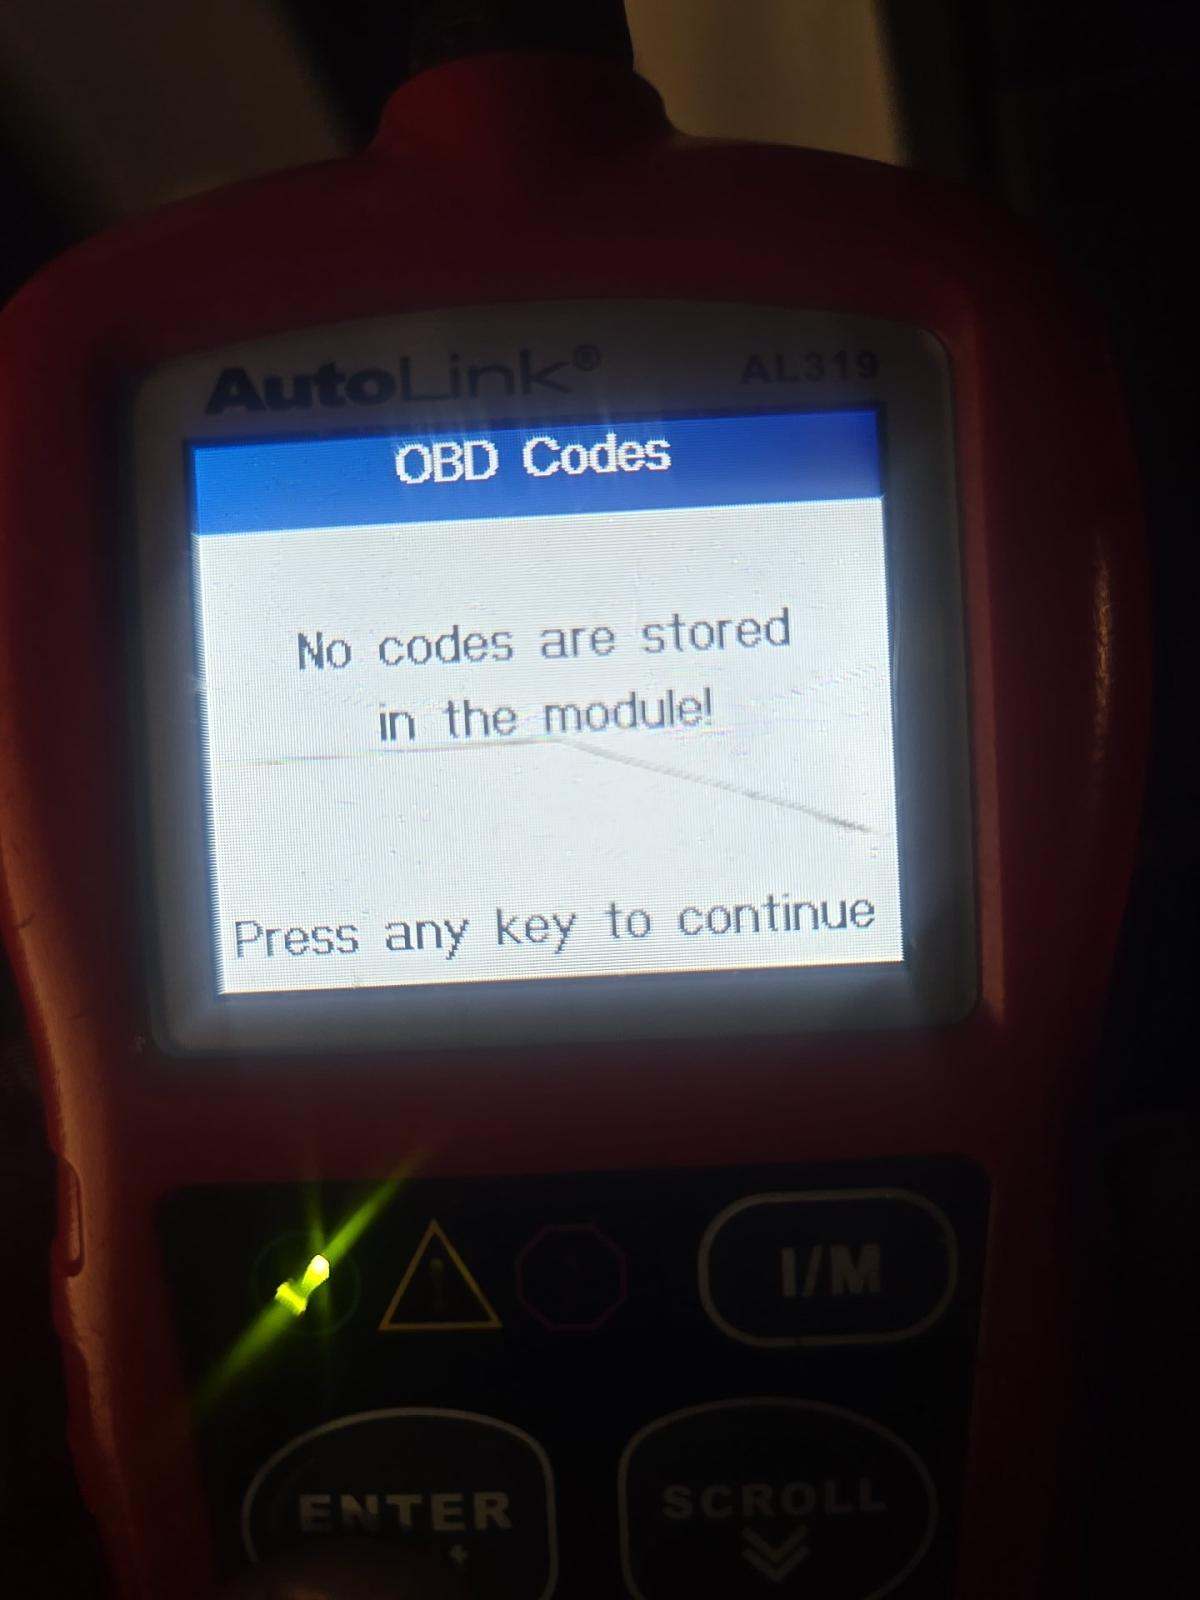 AutoLink®
AL319
OBD Codes
No codes are stored
in the module!
Press any key to continue
I/M
ENTER
SCROLL